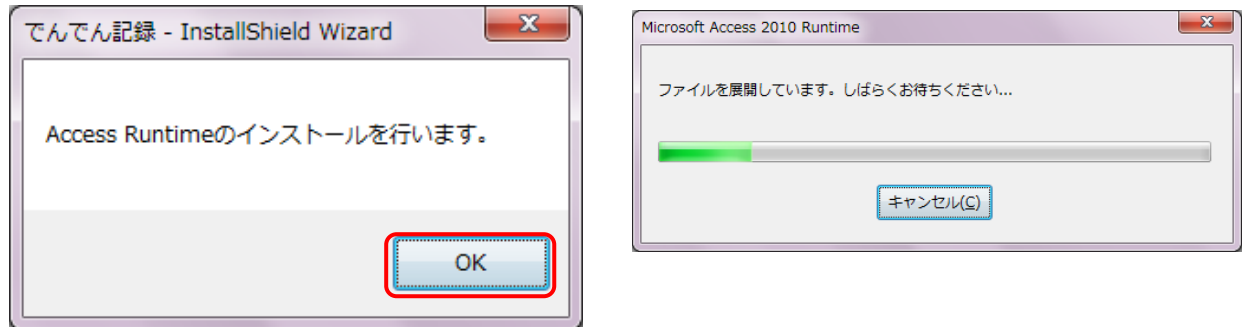 でんでん記録 - InstallShield Wizard
Access Runtimeのインストールを行います。
OK
Microsoft Access 2010 Runtime
ファイルを展開しています。しばらくお待ちください...
キャンセル(C)